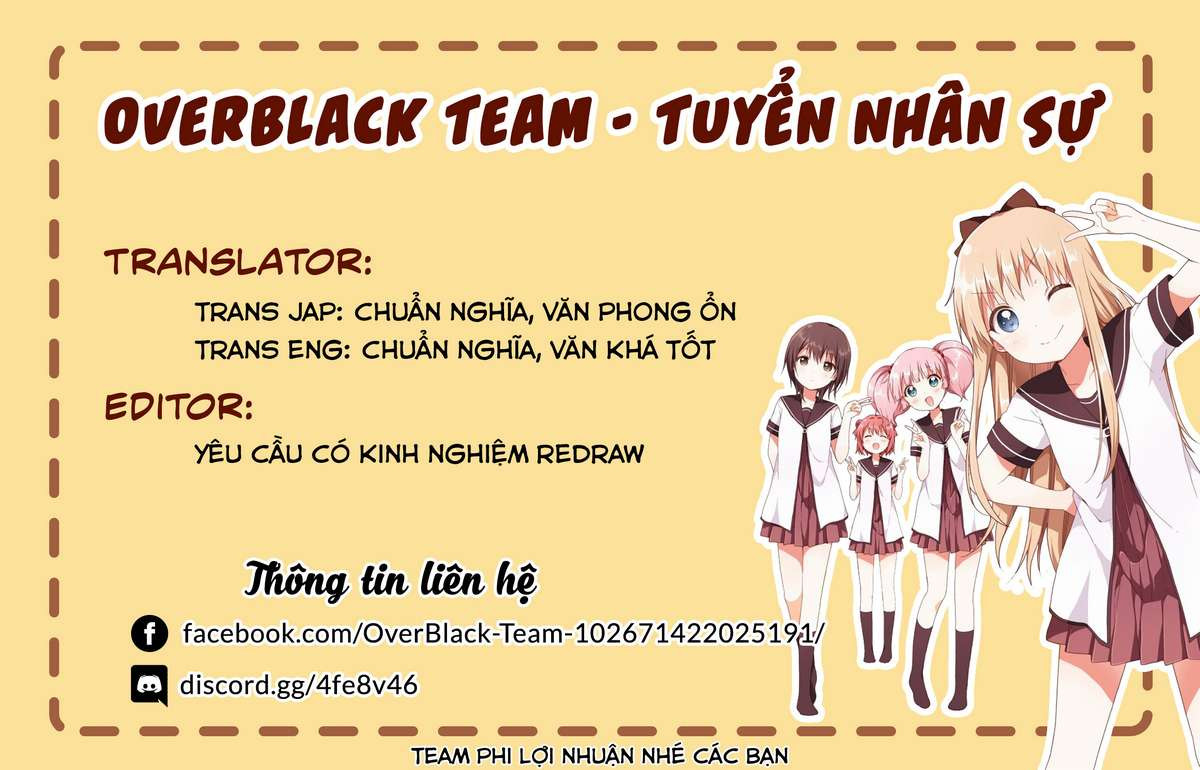 OVERBLACK TEAM - TUYỂN NHÂN SỰ
TRANSLATOR:
TRANS JAP: CHUẨN NGHĨA, VĂN PHONG ỔN
TRANS ENG: CHUẨN NGHĨA, VĂN KHÁ TỐT
EDITOR:
YÊU CẦU CÓ KINH NGHIỆM REDRAW
Thông tin liên hệ
facebook.com/OverBlack-Team-102671422025191/
discord.gg/4fe8v46
TEAM PHI LỢI NHUẬN NHÉ CÁC BẠN